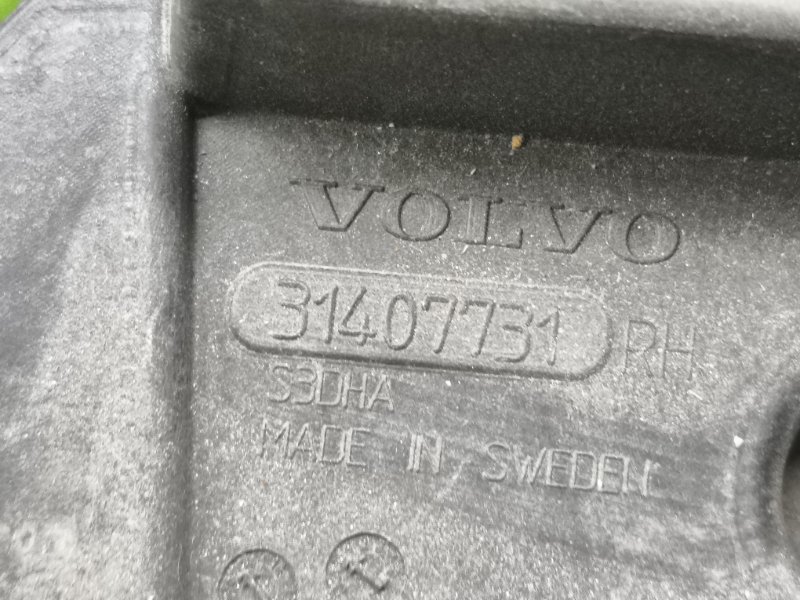 VOLVO
31407731 RH
S3DHA
MADE IN SWEDEN